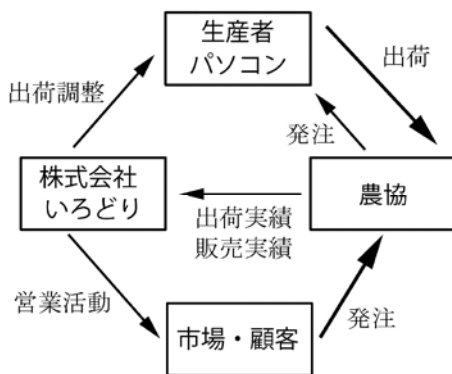 生産者
パソコン
出荷
出荷調整
発注
株式会社
いろどり
農協
出荷実績
販売実績
営業活動
発注
市場・顧客